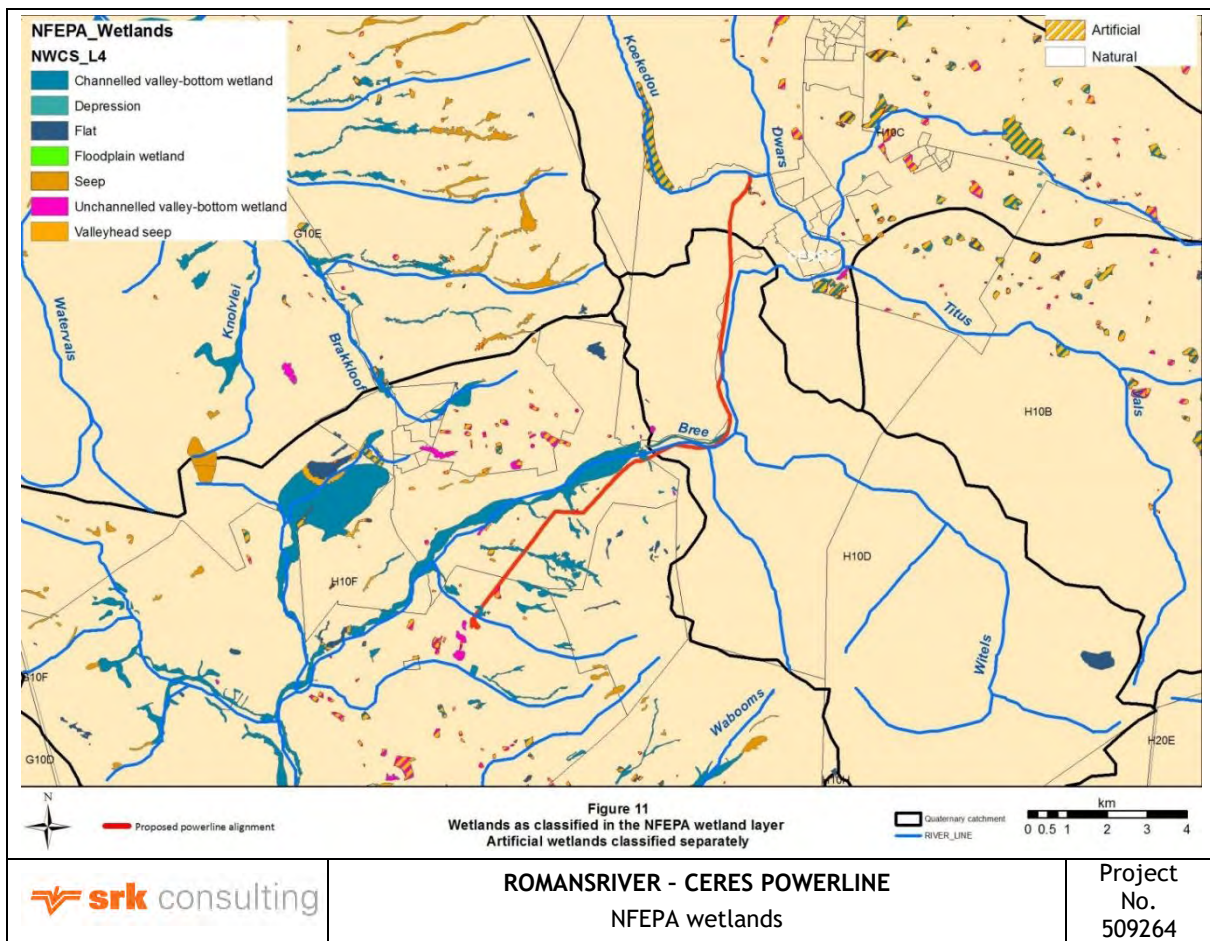 NFEPA_Wetlands
NWCS_L4
Channelled valley-bottom wetland
Depression
Flat
Floodplain wetland
Seep
Unchannelled valley-bottom wetland
Valleyhead seep
Artificial
Natural
Koekedou
Dwars
H10C
G10E
Watervals
Knolvlei
Brakkloof
Titus
H10B
Bree
H10D
H10F
Witels
Wabooms
G10D
H20E
N
Proposed powerline alignment
Figure 11
Wetlands as classified in the NFEPA wetland layer
Artificial wetlands classified separately
Quaternary catchment
RIVER_LINE
km
0 0.5 1 2 3 4
srk consulting
ROMANSRIVER - CERES POWERLINE
NFEPA wetlands
Project
No.
509264